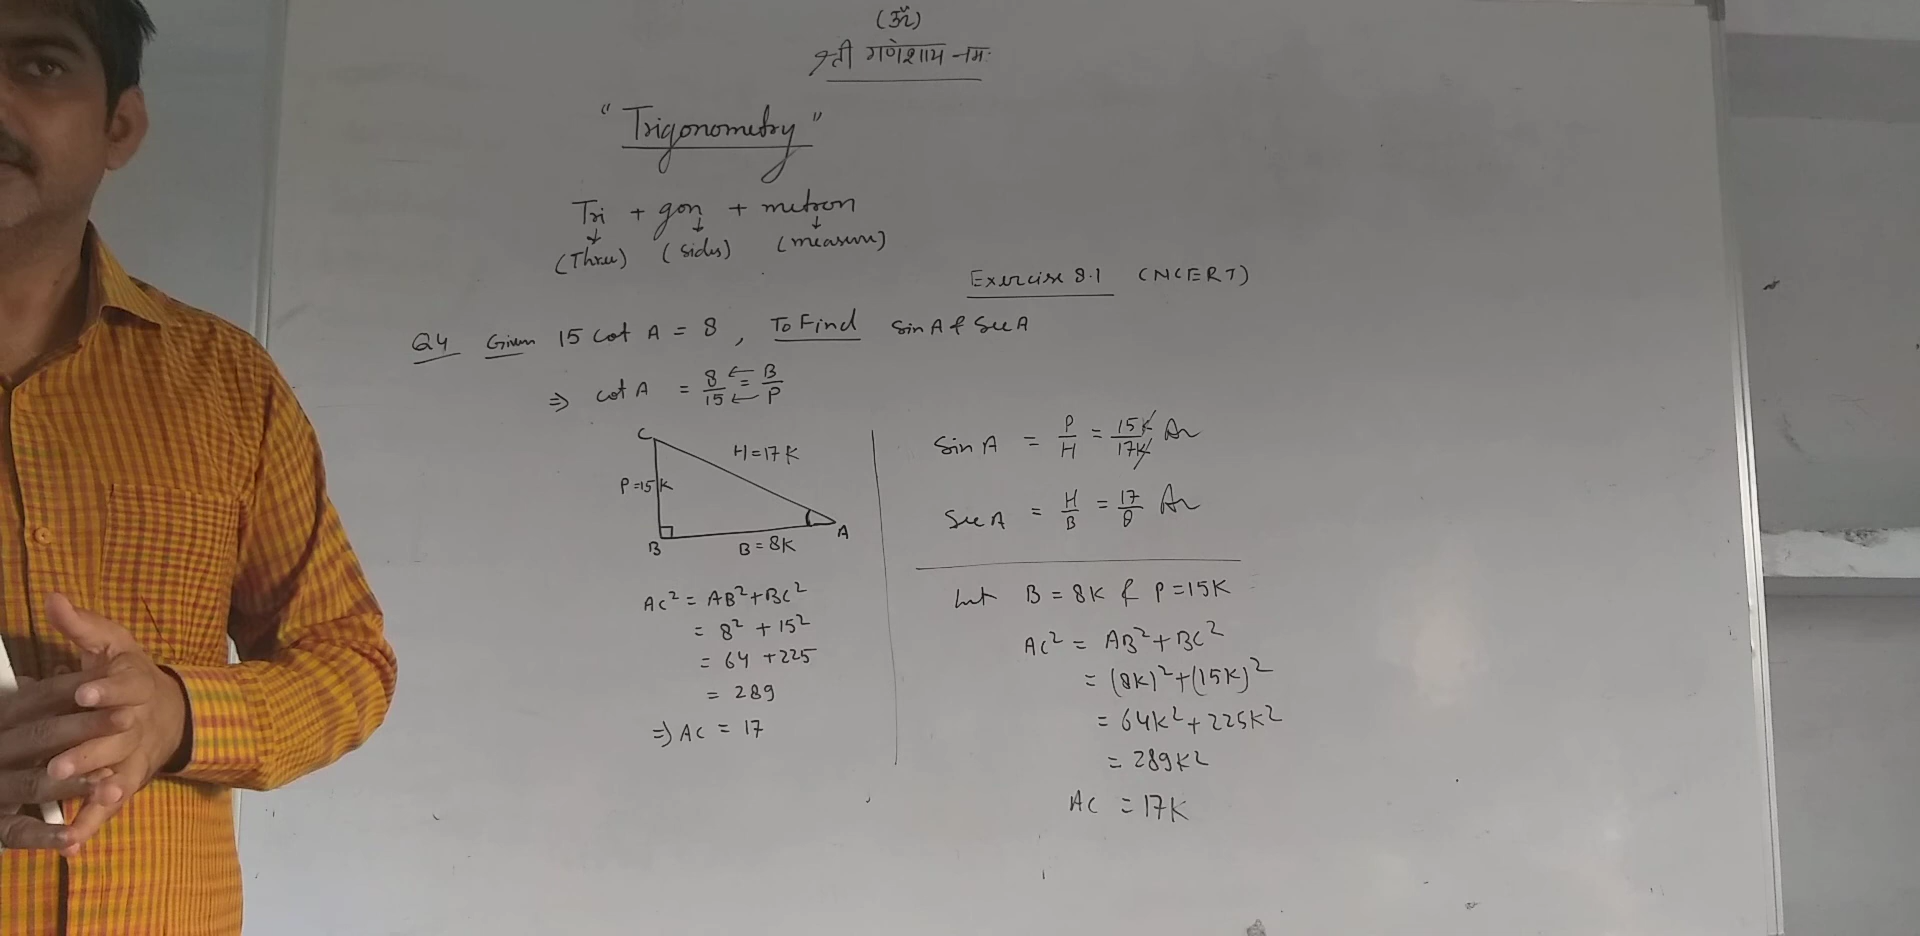 (ॐ)
श्री गणेशाय नमः
"Trigonometry"
Tri + gon + metron
(Three) (sides) (measure)
Exercise 8.1 (NCERT)
Q4 Given 15 cot A = 8, To Find Sin A & Sec A
⇒ cot A = 8/15 = B/P
C
H=17K
P=15K
B
B=8K
A
AC² = AB²+BC²
= 8² + 15²
= 64 + 225
= 289
⇒ AC = 17
Sin A = P/H = 15K/17K An
Sec A = H/B = 17/8 An
Let B = 8K & P = 15K
AC² = AB²+BC²
= (8K)²+(15K)²
= 64K²+225K²
= 289K²
AC = 17K